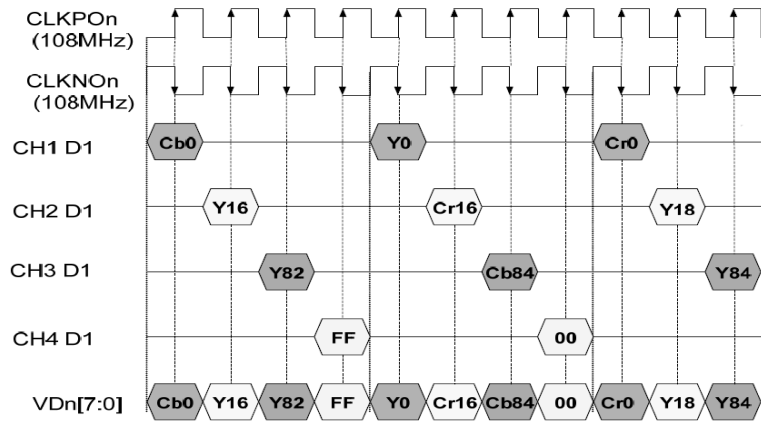 CLKPOn
(108MHz)
CLKNOn
(108MHz)
CH1 D1 Cb0 Y0 Cr0
CH2 D1 Y16 Cr16 Y18
CH3 D1 Y82 Cb84 Y84
CH4 D1 FF 00
VDn[7:0] Cb0 Y16 Y82 FF Y0 Cr16 Cb84 00 Cr0 Y18 Y84